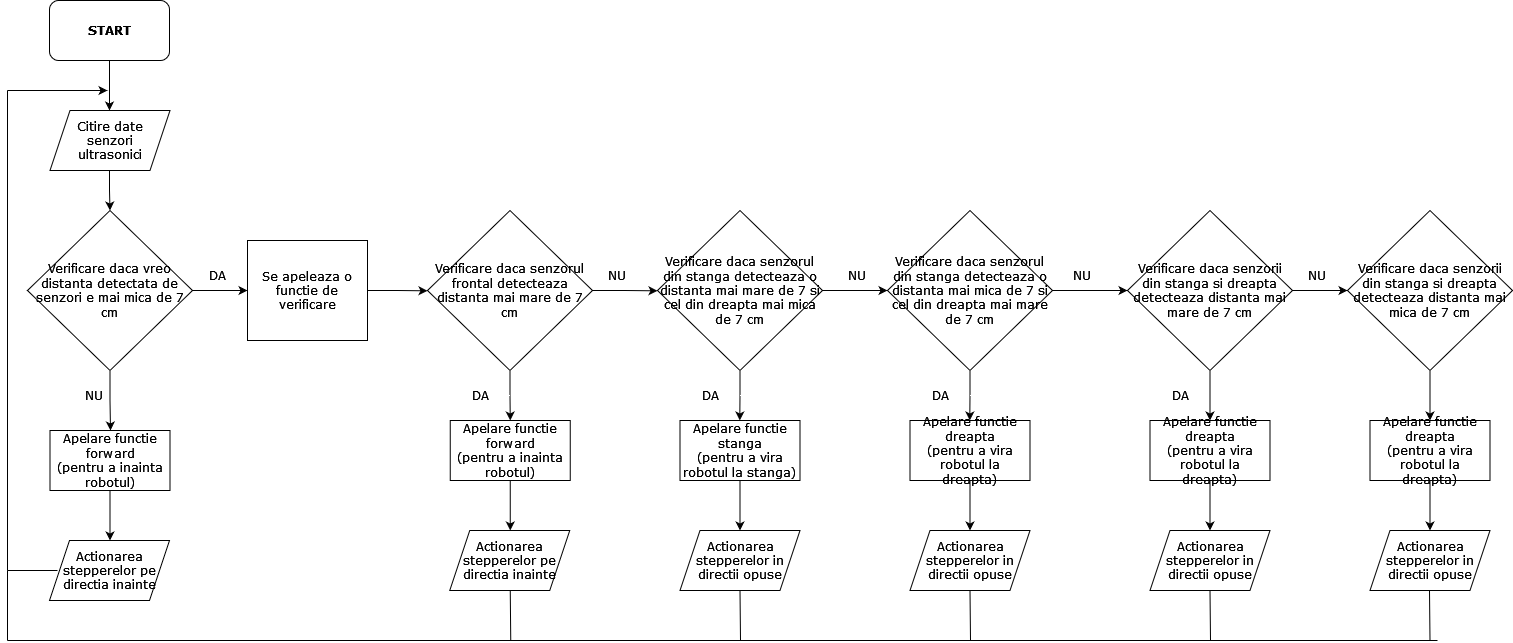 START
Citire date
senzori
ultrasonici
Verificare daca vreo
distanta detectata de
senzori e mai mica de 7
cm
DA
Se apeleaza o
functie de
verificare
Verificare daca senzorul
frontal detecteaza
distanta mai mare de 7
cm
NU
Verificare daca senzorul
din stanga detecteaza o
distanta mai mare de 7 si
cel din dreapta mai mica
de 7 cm
NU
Verificare daca senzorul
din stanga detecteaza o
distanta mai mica de 7 si
cel din dreapta mai mare
de 7 cm
NU
Verificare daca senzorii
din stanga si dreapta
detecteaza distanta mai
mare de 7 cm
NU
Verificare daca senzorii
din stanga si dreapta
detecteaza distanta mai
mica de 7 cm
NU
DA
DA
DA
DA
Apelare functie
forward
(pentru a inainta
robotul)
Apelare functie
forward
(pentru a inainta
robotul)
Apelare functie
stanga
(pentru a vira
robotul la stanga)
Apelare functie
dreapta
(pentru a vira
robotul la
dreapta)
Apelare functie
dreapta
(pentru a vira
robotul la
dreapta)
Apelare functie
dreapta
(pentru a vira
robotul la
dreapta)
Actionarea
stepperelor pe
directia inainte
Actionarea
stepperelor pe
directia inainte
Actionarea
stepperelor in
directii opuse
Actionarea
stepperelor in
directii opuse
Actionarea
stepperelor in
directii opuse
Actionarea
stepperelor in
directii opuse